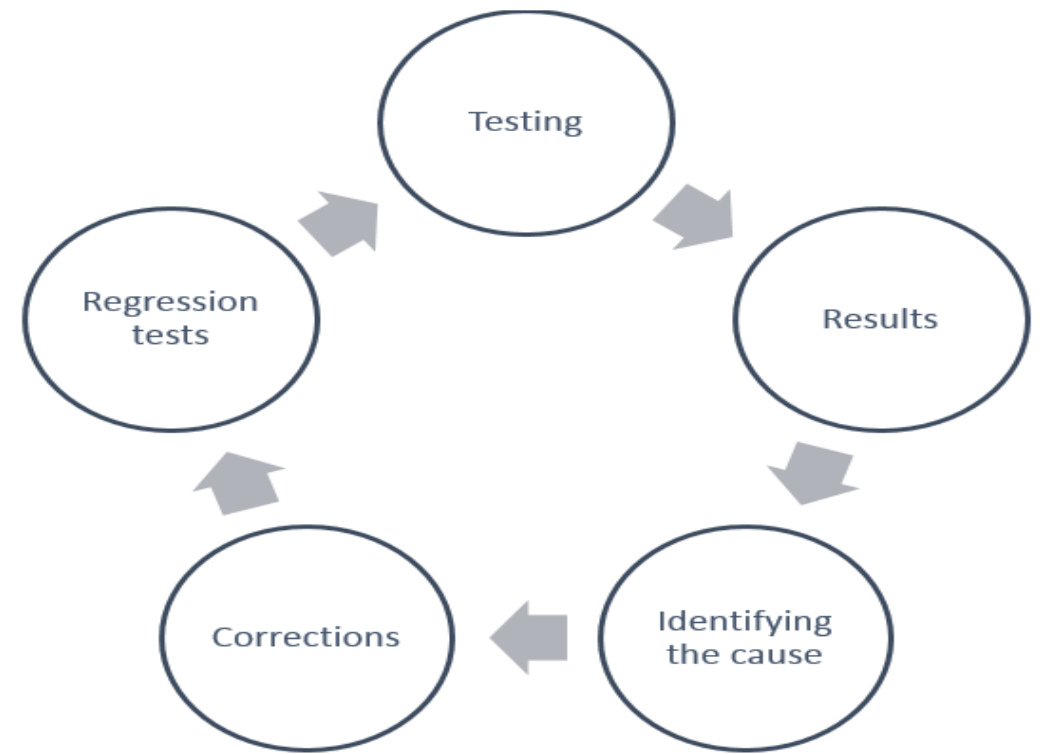 Testing
Results
Identifying
the cause
Corrections
Regression
tests